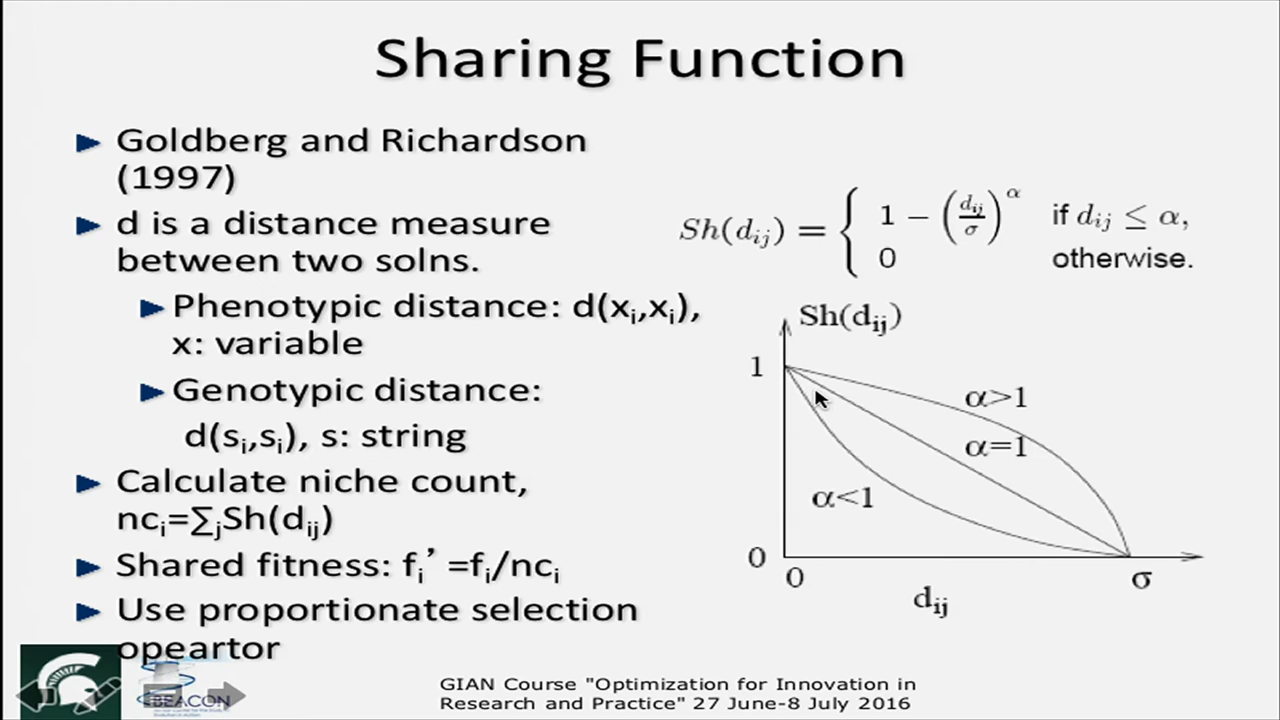 Sharing Function
Goldberg and Richardson
(1997)
d is a distance measure
between two solns.
Phenotypic distance: d(xi,xi),
x: variable
Genotypic distance:
d(si,si), s: string
Calculate niche count,
nci=∑jSh(dij)
Shared fitness: fi’ =fi/nci
Use proportionate selection
opeartor
Sh(dij) = { 1 − (dij/σ)^α if dij ≤ α,
0 otherwise.
Sh(dij)
1
α>1
α=1
α<1
0
0
σ
dij
BEACON
GIAN Course "Optimization for Innovation in
Research and Practice" 27 June-8 July 2016